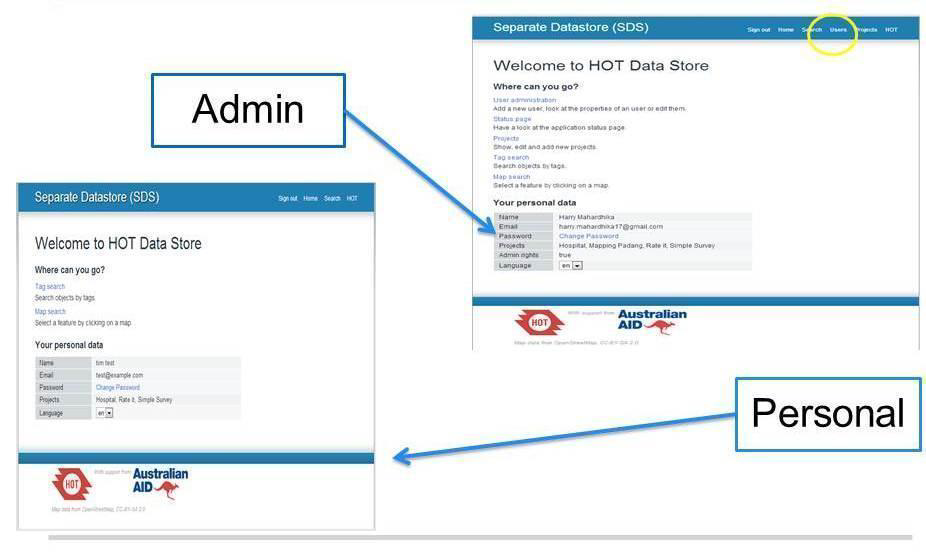 Separate Datastore (SDS)
Sign out Home Search Users Projects HOT
Welcome to HOT Data Store
Where can you go?
User administration
Add a new user, look at the properties of an user or edit them.
Status page
Have a look at the application status page.
Projects
Show, edit and add new projects.
Tag search
Search objects by tags.
Map search
Select a feature by clicking on a map.
Your personal data
Name Harry Mahardhika
Email harry.mahardhika17@gmail.com
Password Change Password
Projects Hospital, Mapping Padang, Rate it, Simple Survey
Admin rights true
Language en
HOT With support from Australian
AID
Map data from OpenStreetMap, CC-BY-SA 2.0
Admin
Separate Datastore (SDS)
Sign out Home Search HOT
Welcome to HOT Data Store
Where can you go?
Tag search
Search objects by tags.
Map search
Select a feature by clicking on a map.
Your personal data
Name tim test
Email test@example.com
Password Change Password
Projects Hospital, Rate it, Simple Survey
Language en
HOT With support from Australian
AID
Map data from OpenStreetMap, CC-BY-SA 2.0
Personal